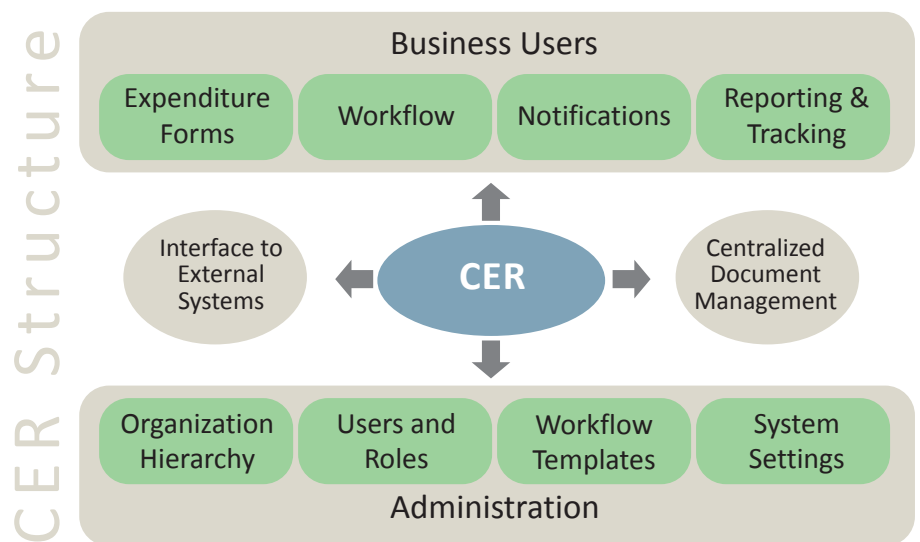 CER Structure
Business Users
Expenditure
Forms
Workflow
Notifications
Reporting &
Tracking
Interface to
External
Systems
CER
Centralized
Document
Management
Organization
Hierarchy
Users and
Roles
Workflow
Templates
System
Settings
Administration